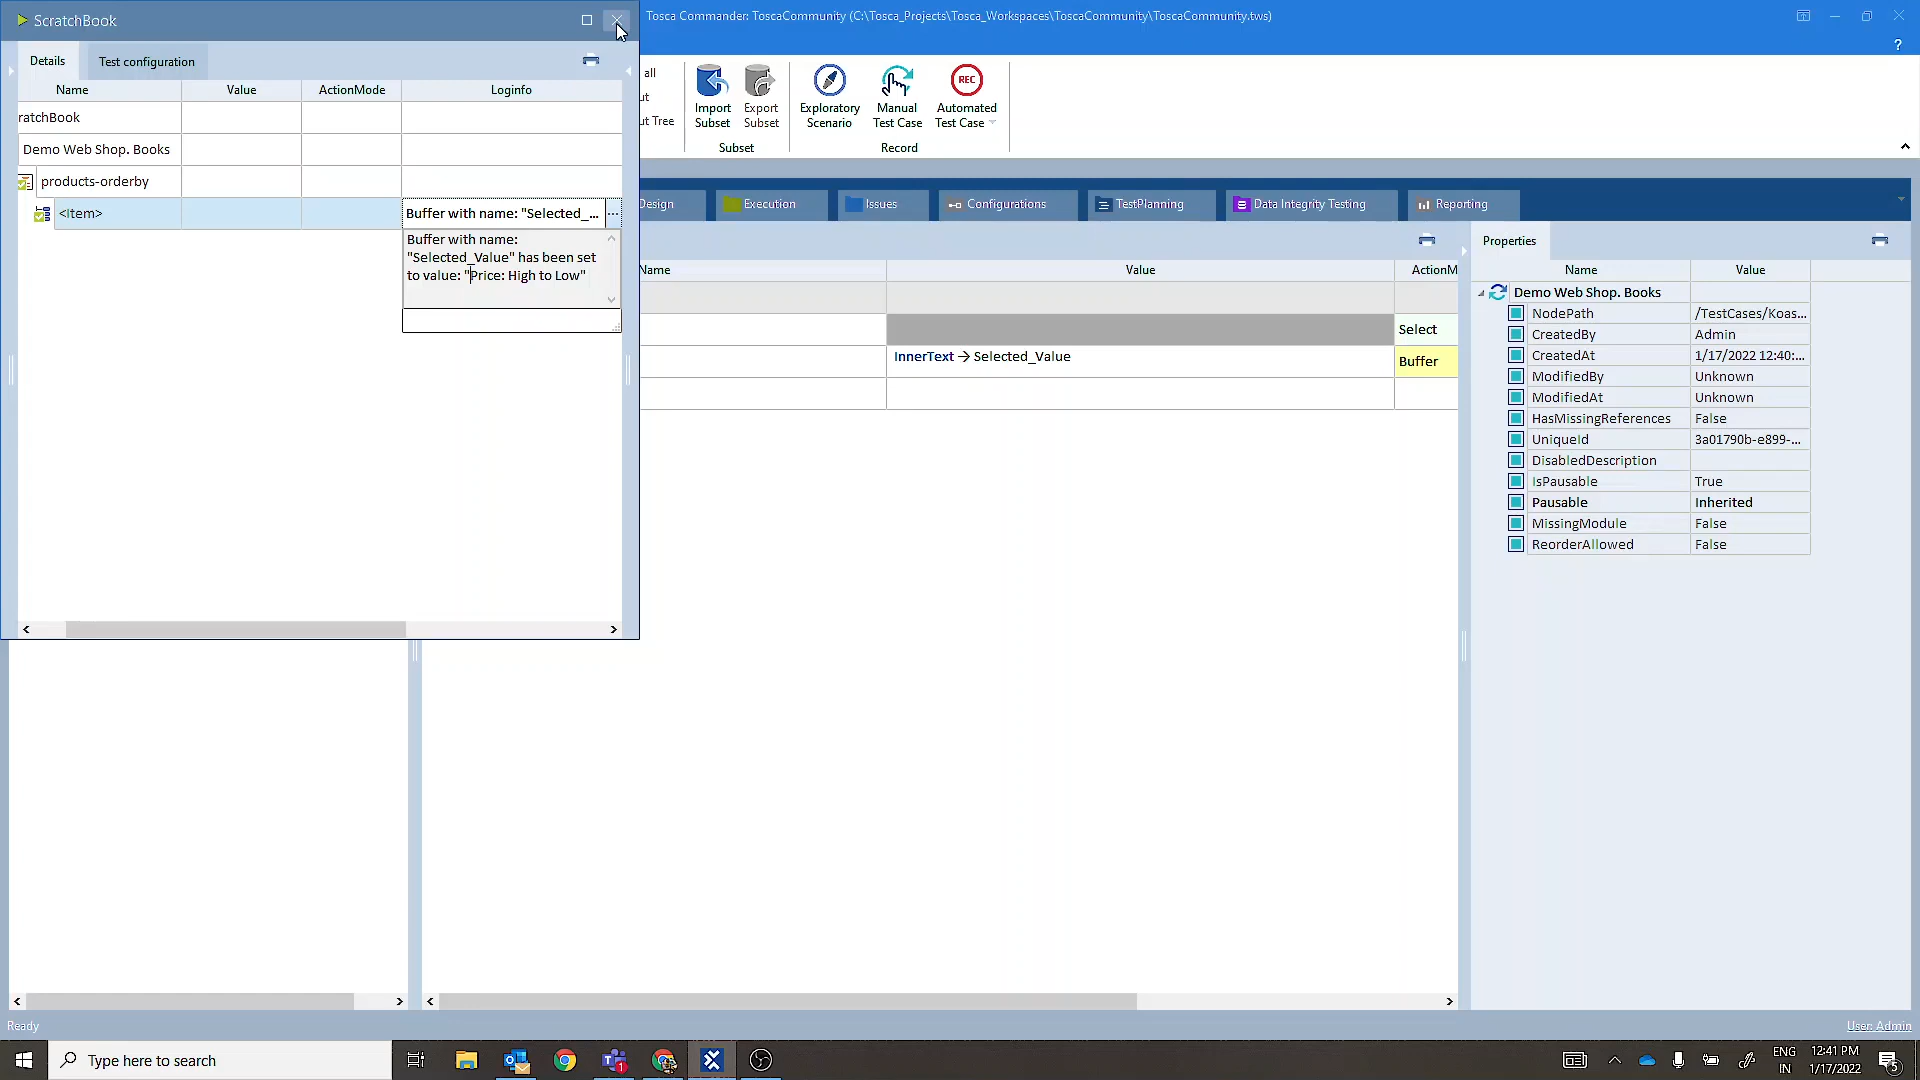 ScratchBook
Details
Test configuration
Name
Value
ActionMode
Loginfo
ratchBook
Demo Web Shop. Books
products-orderby
<Item>
Buffer with name: "Selected_...
...
Buffer with name:
"Selected_Value" has been set
to value: "Price: High to Low"
Tosca Commander: ToscaCommunity (C:\Tosca_Projects\Tosca_Workspaces\ToscaCommunity\ToscaCommunity.tws)
?
all
ut
ut Tree
Import
Subset
Export
Subset
Subset
Exploratory
Scenario
Manual
Test Case
REC
Automated
Test Case
Record
Design
Execution
Issues
Configurations
TestPlanning
Data Integrity Testing
Reporting
Name
Value
ActionM
Select
InnerText → Selected_Value
Buffer
Properties
Name
Value
Demo Web Shop. Books
NodePath
/TestCases/Koas...
CreatedBy
Admin
CreatedAt
1/17/2022 12:40:...
ModifiedBy
Unknown
ModifiedAt
Unknown
HasMissingReferences
False
UniqueId
3a01790b-e899-...
DisabledDescription
IsPausable
True
Pausable
Inherited
MissingModule
False
ReorderAllowed
False
Ready
User: Admin
Type here to search
1
ENG
IN
12:41 PM
1/17/2022
5